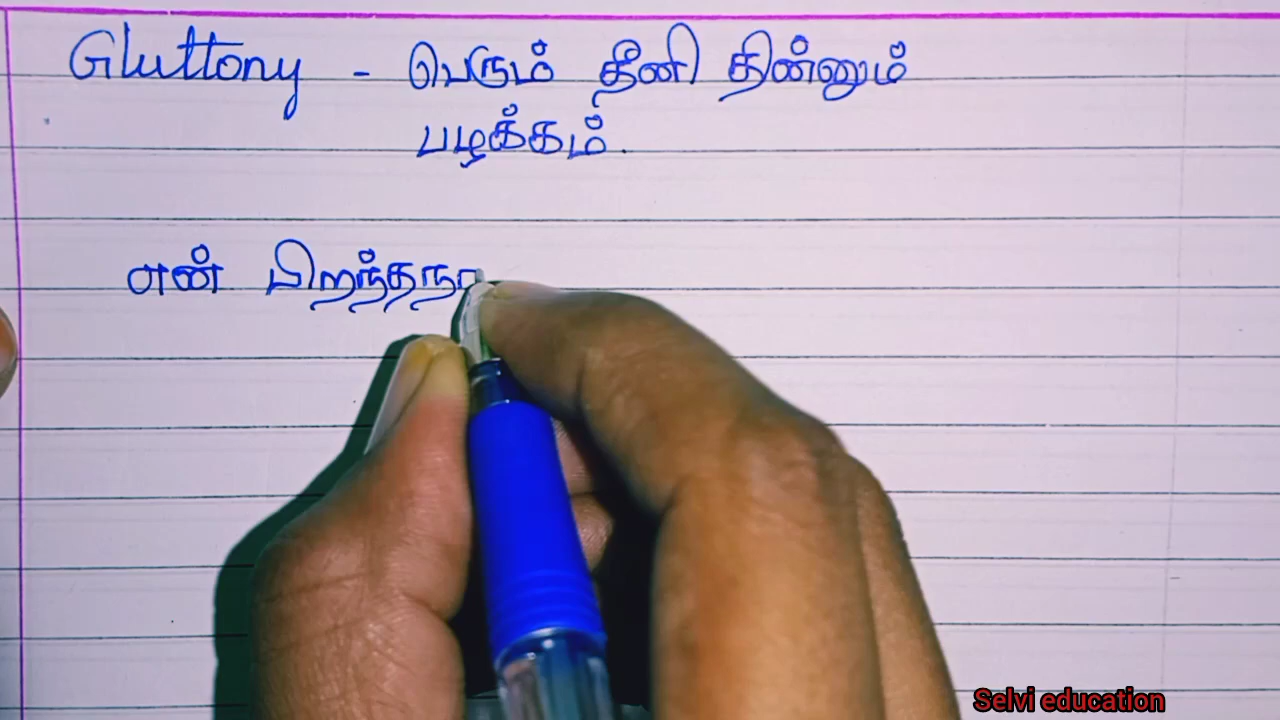 Gluttony - பெரும் தீனி தின்னும்
பழக்கம்.
என் பிறந்தநா
Selvi education